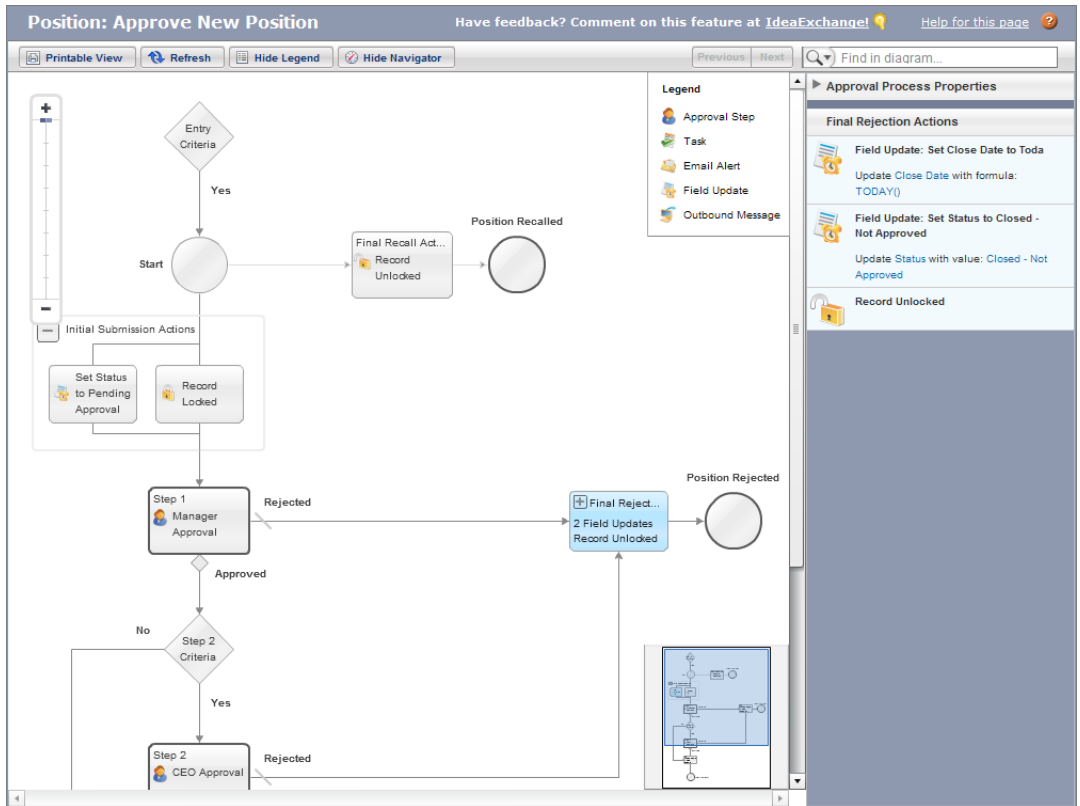 Position: Approve New Position
Have feedback? Comment on this feature at IdeaExchange!
Help for this page
Printable View
Refresh
Hide Legend
Hide Navigator
Previous
Next
Find in diagram...
Entry
Criteria
Yes
Start
Final Recall Act...
Record
Unlocked
Position Recalled
Initial Submission Actions
Set Status
to Pending
Approval
Record
Locked
Step 1
Manager
Approval
Rejected
Final Reject...
2 Field Updates
Record Unlocked
Position Rejected
Approved
No
Step 2
Criteria
Yes
Step 2
CEO Approval
Rejected
Legend
Approval Step
Task
Email Alert
Field Update
Outbound Message
Approval Process Properties
Final Rejection Actions
Field Update: Set Close Date to Toda
Update Close Date with formula:
TODAY()
Field Update: Set Status to Closed -
Not Approved
Update Status with value: Closed - Not
Approved
Record Unlocked